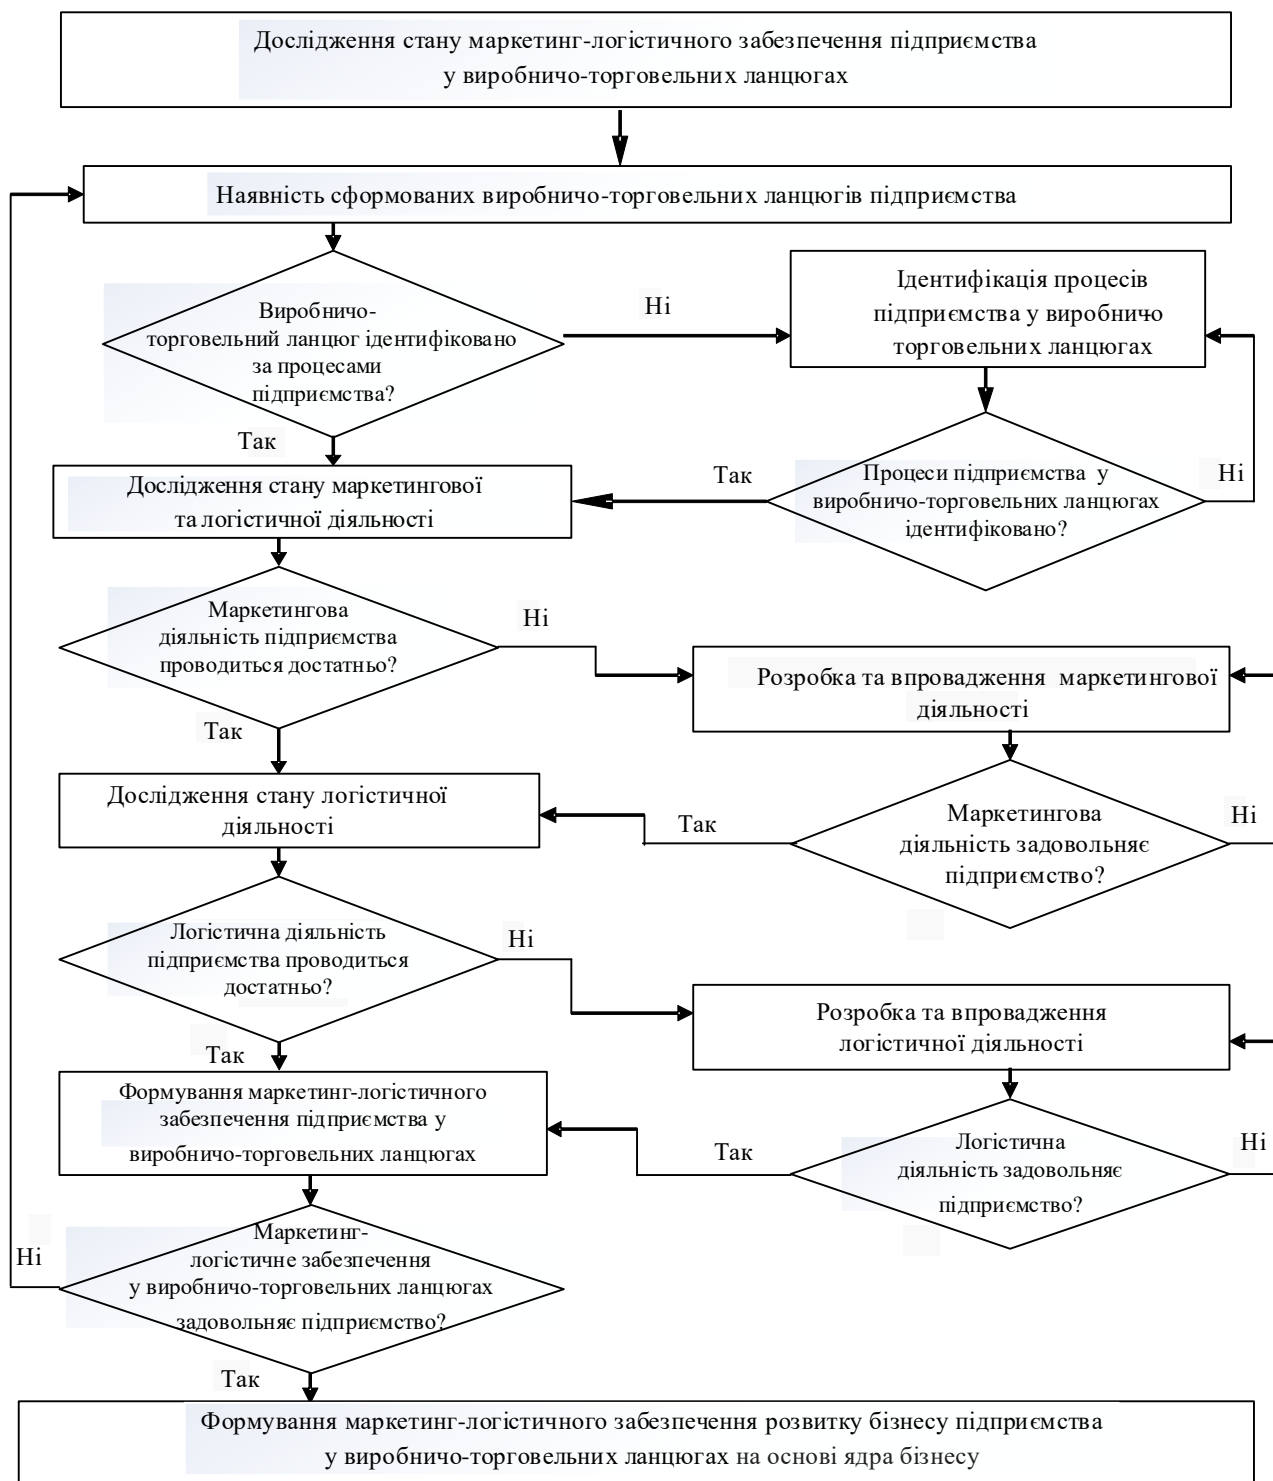 Дослідження стану маркетинг-логістичного забезпечення підприємства
у виробничо-торговельних ланцюгах
Наявність сформованих виробничо-торговельних ланцюгів підприємства
Виробничо-
торговельний ланцюг ідентифіковано
за процесами
підприємства?
Ні
Ідентифікація процесів
підприємства у виробничо
торговельних ланцюгах
Так
Дослідження стану маркетингової
та логістичної діяльності
Так
Процеси підприємства у
виробничо-торговельних ланцюгах
ідентифіковано?
Ні
Маркетингова
діяльність підприємства
проводиться достатньо?
Ні
Розробка та впровадження маркетингової
діяльності
Так
Дослідження стану логістичної
діяльності
Так
Маркетингова
діяльність задовольняє
підприємство?
Ні
Логістична діяльність
підприємства проводиться
достатньо?
Ні
Розробка та впровадження
логістичної діяльності
Так
Формування маркетинг-логістичного
забезпечення підприємства у
виробничо-торговельних ланцюгах
Так
Логістична
діяльність задовольняє
підприємство?
Ні
Маркетинг-
логістичне забезпечення
у виробничо-торговельних ланцюгах
задовольняє підприємство?
Ні
Так
Формування маркетинг-логістичного забезпечення розвитку бізнесу підприємства
у виробничо-торговельних ланцюгах на основі ядра бізнесу